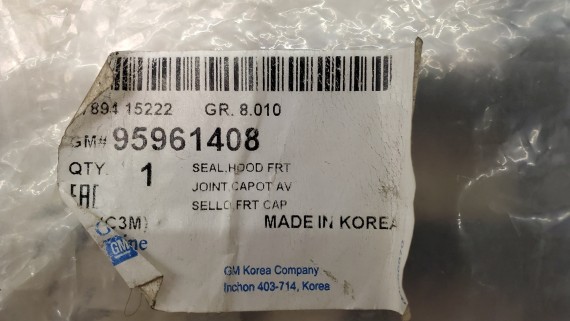 894 15222 GR. 8.010
GM# 95961408
QTY. 1 SEAL,HOOD FRT
JOINT,CAPOT AV
EAC SELLO,FRT CAP
(C3M) MADE IN KOREA
GM
GM Korea Company
Inchon 403-714, Korea